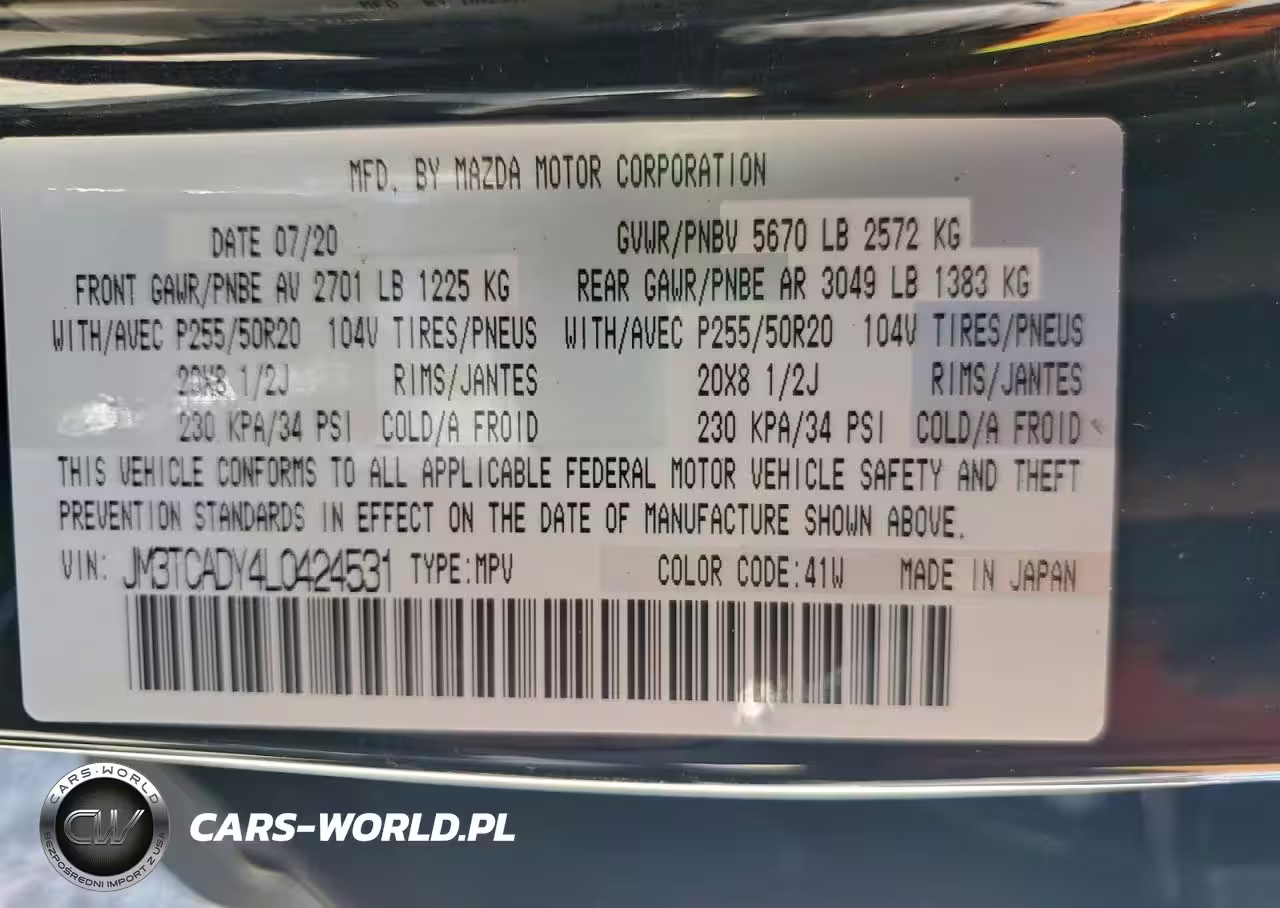 MFD. BY MAZDA MOTOR CORPORATION
DATE 07/20 GVWR/PNBV 5670 LB 2572 KG
FRONT GAWR/PNBE AV 2701 LB 1225 KG REAR GAWR/PNBE AR 3049 LB 1383 KG
WITH/AVEC P255/50R20 104V TIRES/PNEUS WITH/AVEC P255/50R20 104V TIRES/PNEUS
20X8 1/2J RIMS/JANTES 20X8 1/2J RIMS/JANTES
230 KPA/34 PSI COLD/A FROID 230 KPA/34 PSI COLD/A FROID
THIS VEHICLE CONFORMS TO ALL APPLICABLE FEDERAL MOTOR VEHICLE SAFETY AND THEFT
PREVENTION STANDARDS IN EFFECT ON THE DATE OF MANUFACTURE SHOWN ABOVE.
VIN: JM3TCADY4L0424531 TYPE:MPV COLOR CODE:41W MADE IN JAPAN
CARS-WORLD
CW
BEZPOŚREDNI IMPORT Z USA
CARS-WORLD.PL